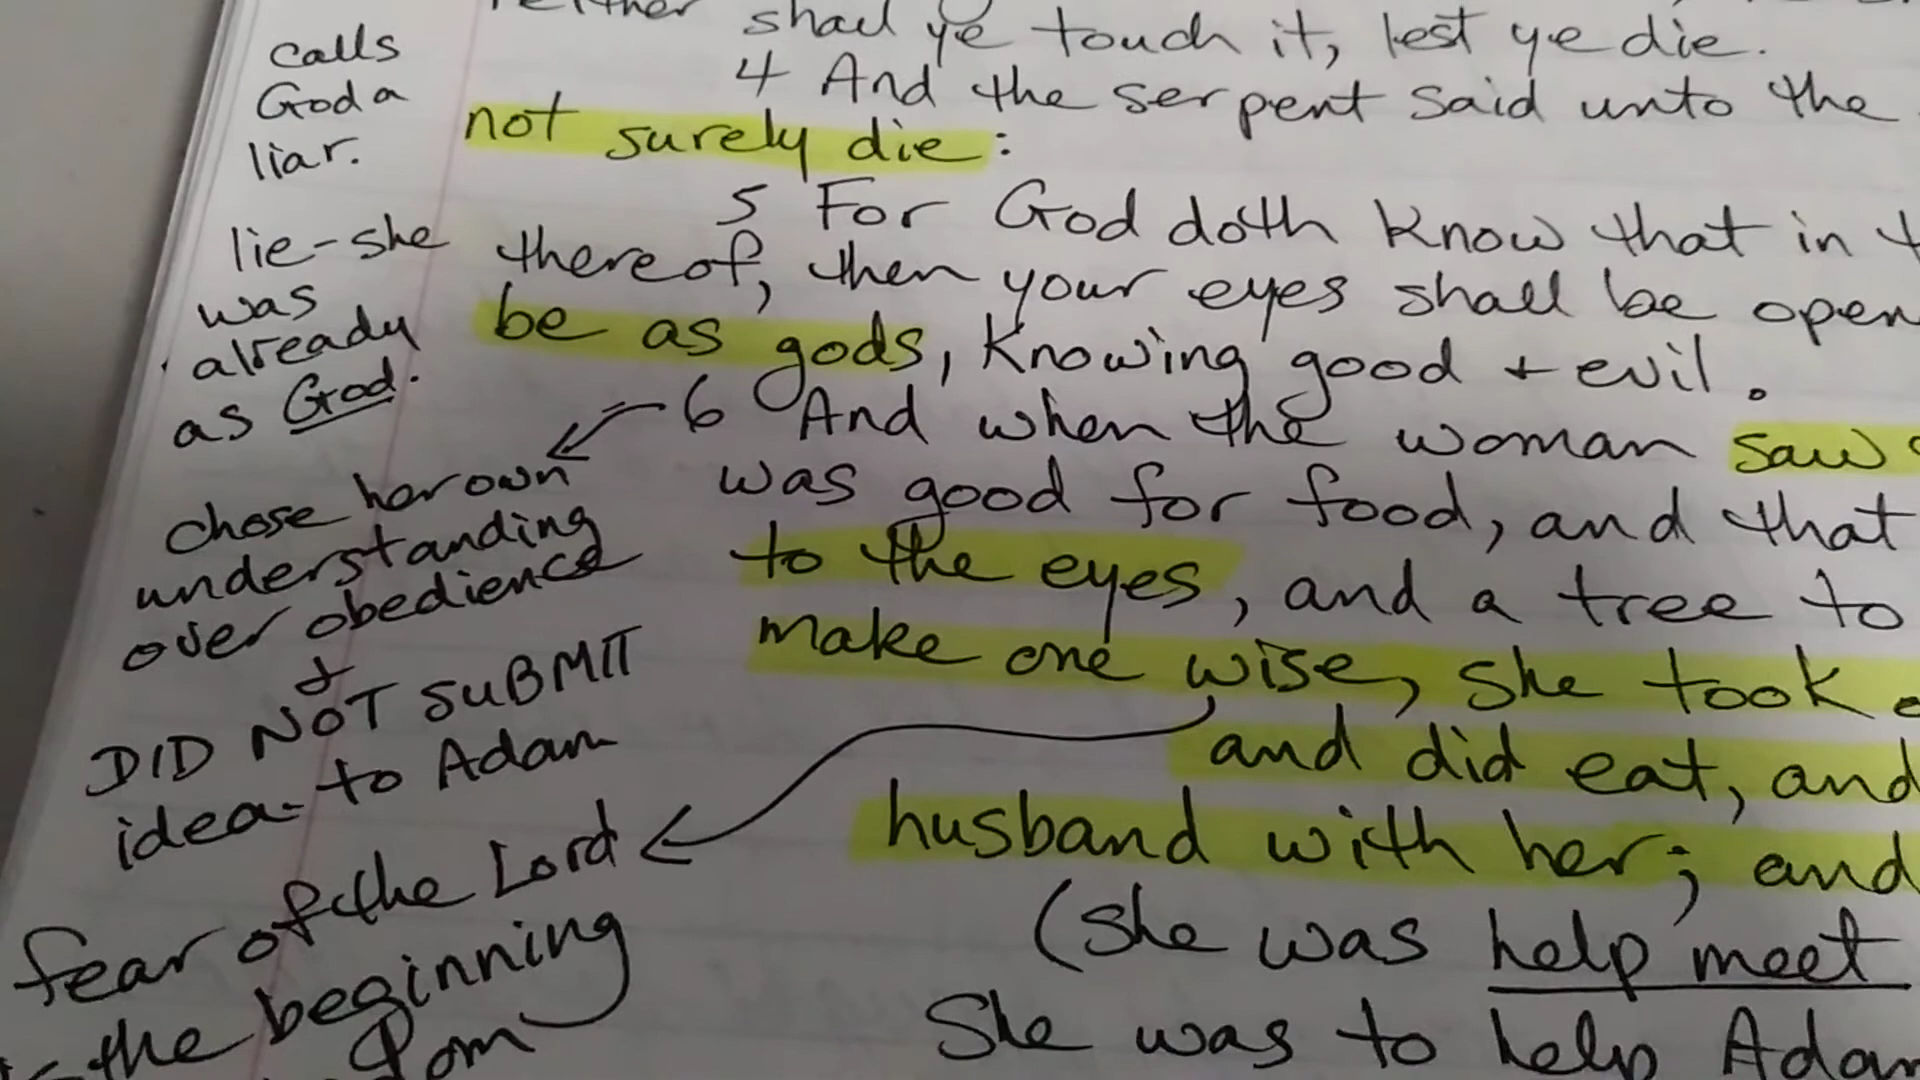 shall ye touch it, lest ye die.
4 And the serpent said unto the
not surely die:
5 For God doth know that in
thereof, then your eyes shall be open
be as gods, knowing good + evil.
6 And when the woman saw
was good for food, and that
to the eyes, and a tree to
make one wise, she took
and did eat, and
husband with her; and
(she was help meet
She was to help Adam
calls
God a
liar.
lie - she
was
already
as God.
chose her own
understanding
over obedience
+
DID NOT SUBMIT
idea to Adam
fear of the Lord
the beginning